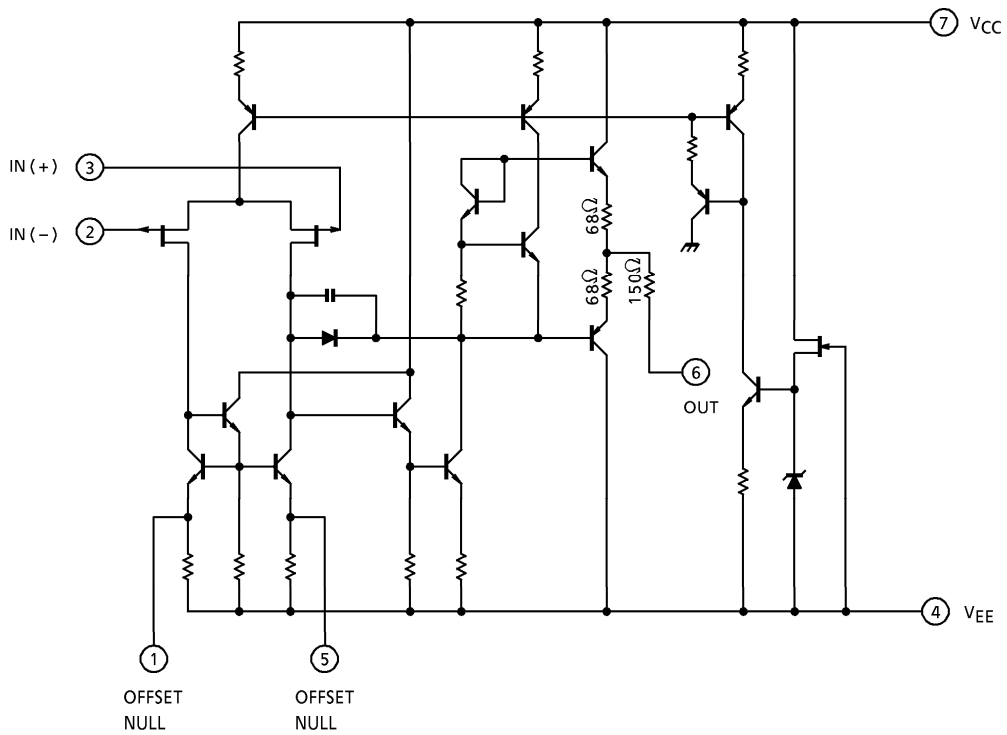 7 VCC
IN (+) 3
IN (−) 2
68Ω
68Ω
150Ω
6
OUT
4 VEE
1
OFFSET
NULL
5
OFFSET
NULL